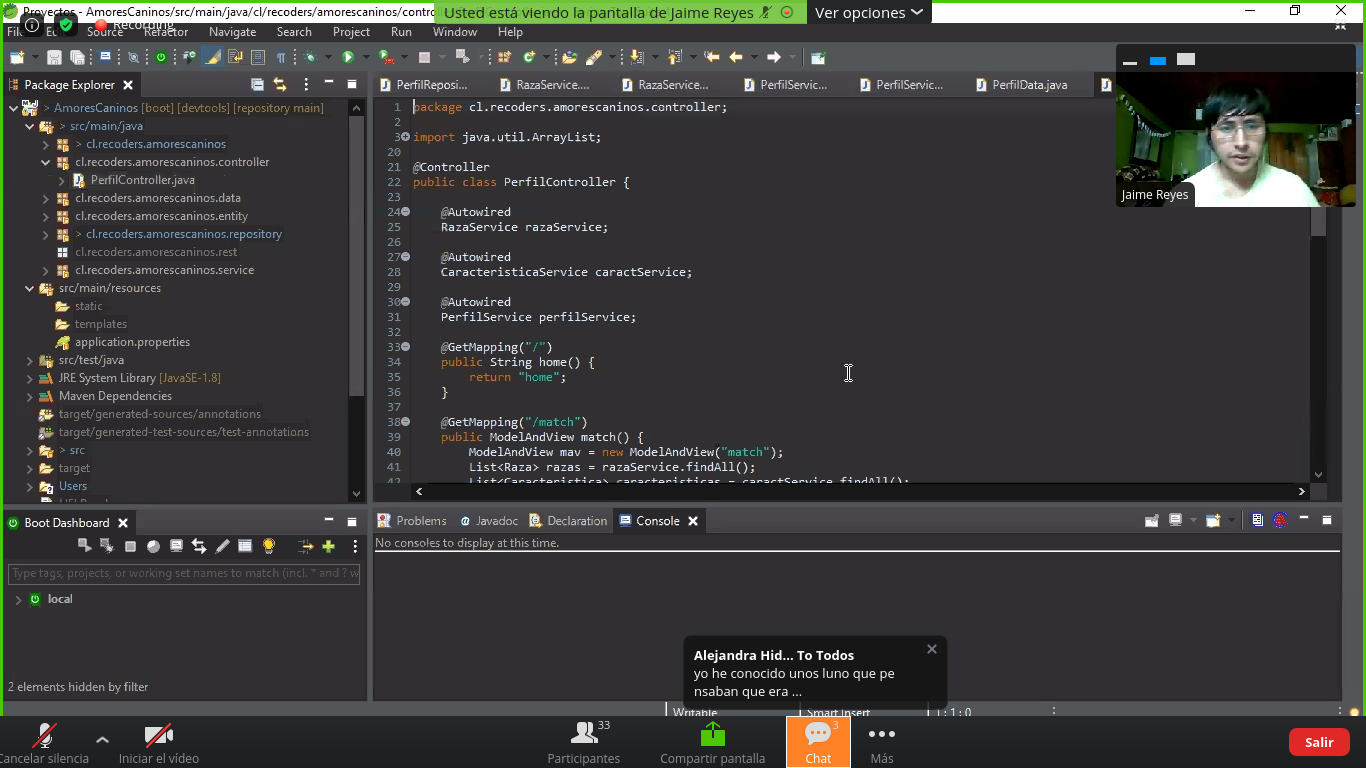 Proyectos - AmoresCaninos/src/main/java/cl/recoders/amorescaninos/contro
Usted está viendo la pantalla de Jaime Reyes
Ver opciones
Recording
Source Refactor Navigate Search Project Run Window Help
Package Explorer
PerfilReposi...
RazaService....
RazaService...
PerfilServic...
PerfilServic...
PerfilData.java
> AmoresCaninos [boot] [devtools] [repository main]
> src/main/java
> cl.recoders.amorescaninos
cl.recoders.amorescaninos.controller
PerfilController.java
cl.recoders.amorescaninos.data
cl.recoders.amorescaninos.entity
> cl.recoders.amorescaninos.repository
cl.recoders.amorescaninos.rest
cl.recoders.amorescaninos.service
src/main/resources
static
templates
application.properties
src/test/java
JRE System Library [JavaSE-1.8]
Maven Dependencies
target/generated-sources/annotations
target/generated-test-sources/test-annotations
> src
target
Users
1 package cl.recoders.amorescaninos.controller;
2
3 import java.util.ArrayList;
20
21 @Controller
22 public class PerfilController {
23
24 @Autowired
25 RazaService razaService;
26
27 @Autowired
28 CaracteristicaService caractService;
29
30 @Autowired
31 PerfilService perfilService;
32
33 @GetMapping("/")
34 public String home() {
35 return "home";
36 }
37
38 @GetMapping("/match")
39 public ModelAndView match() {
40 ModelAndView mav = new ModelAndView("match");
41 List<Raza> razas = razaService.findAll();
42 List<Caracteristica> caracteristicas = caractService.findAll();
Jaime Reyes
Boot Dashboard
Type tags, projects, or working set names to match (incl. * and ? w
local
2 elements hidden by filter
Problems
Javadoc
Declaration
Console
No consoles to display at this time.
Alejandra Hid... To Todos
yo he conocido unos luno que pe
nsaban que era ...
Writable
Smart Insert
1 : 1 : 0
Cancelar silencia
Iniciar el vídeo
33
Participantes
Compartir pantalla
3
Chat
Más
Salir